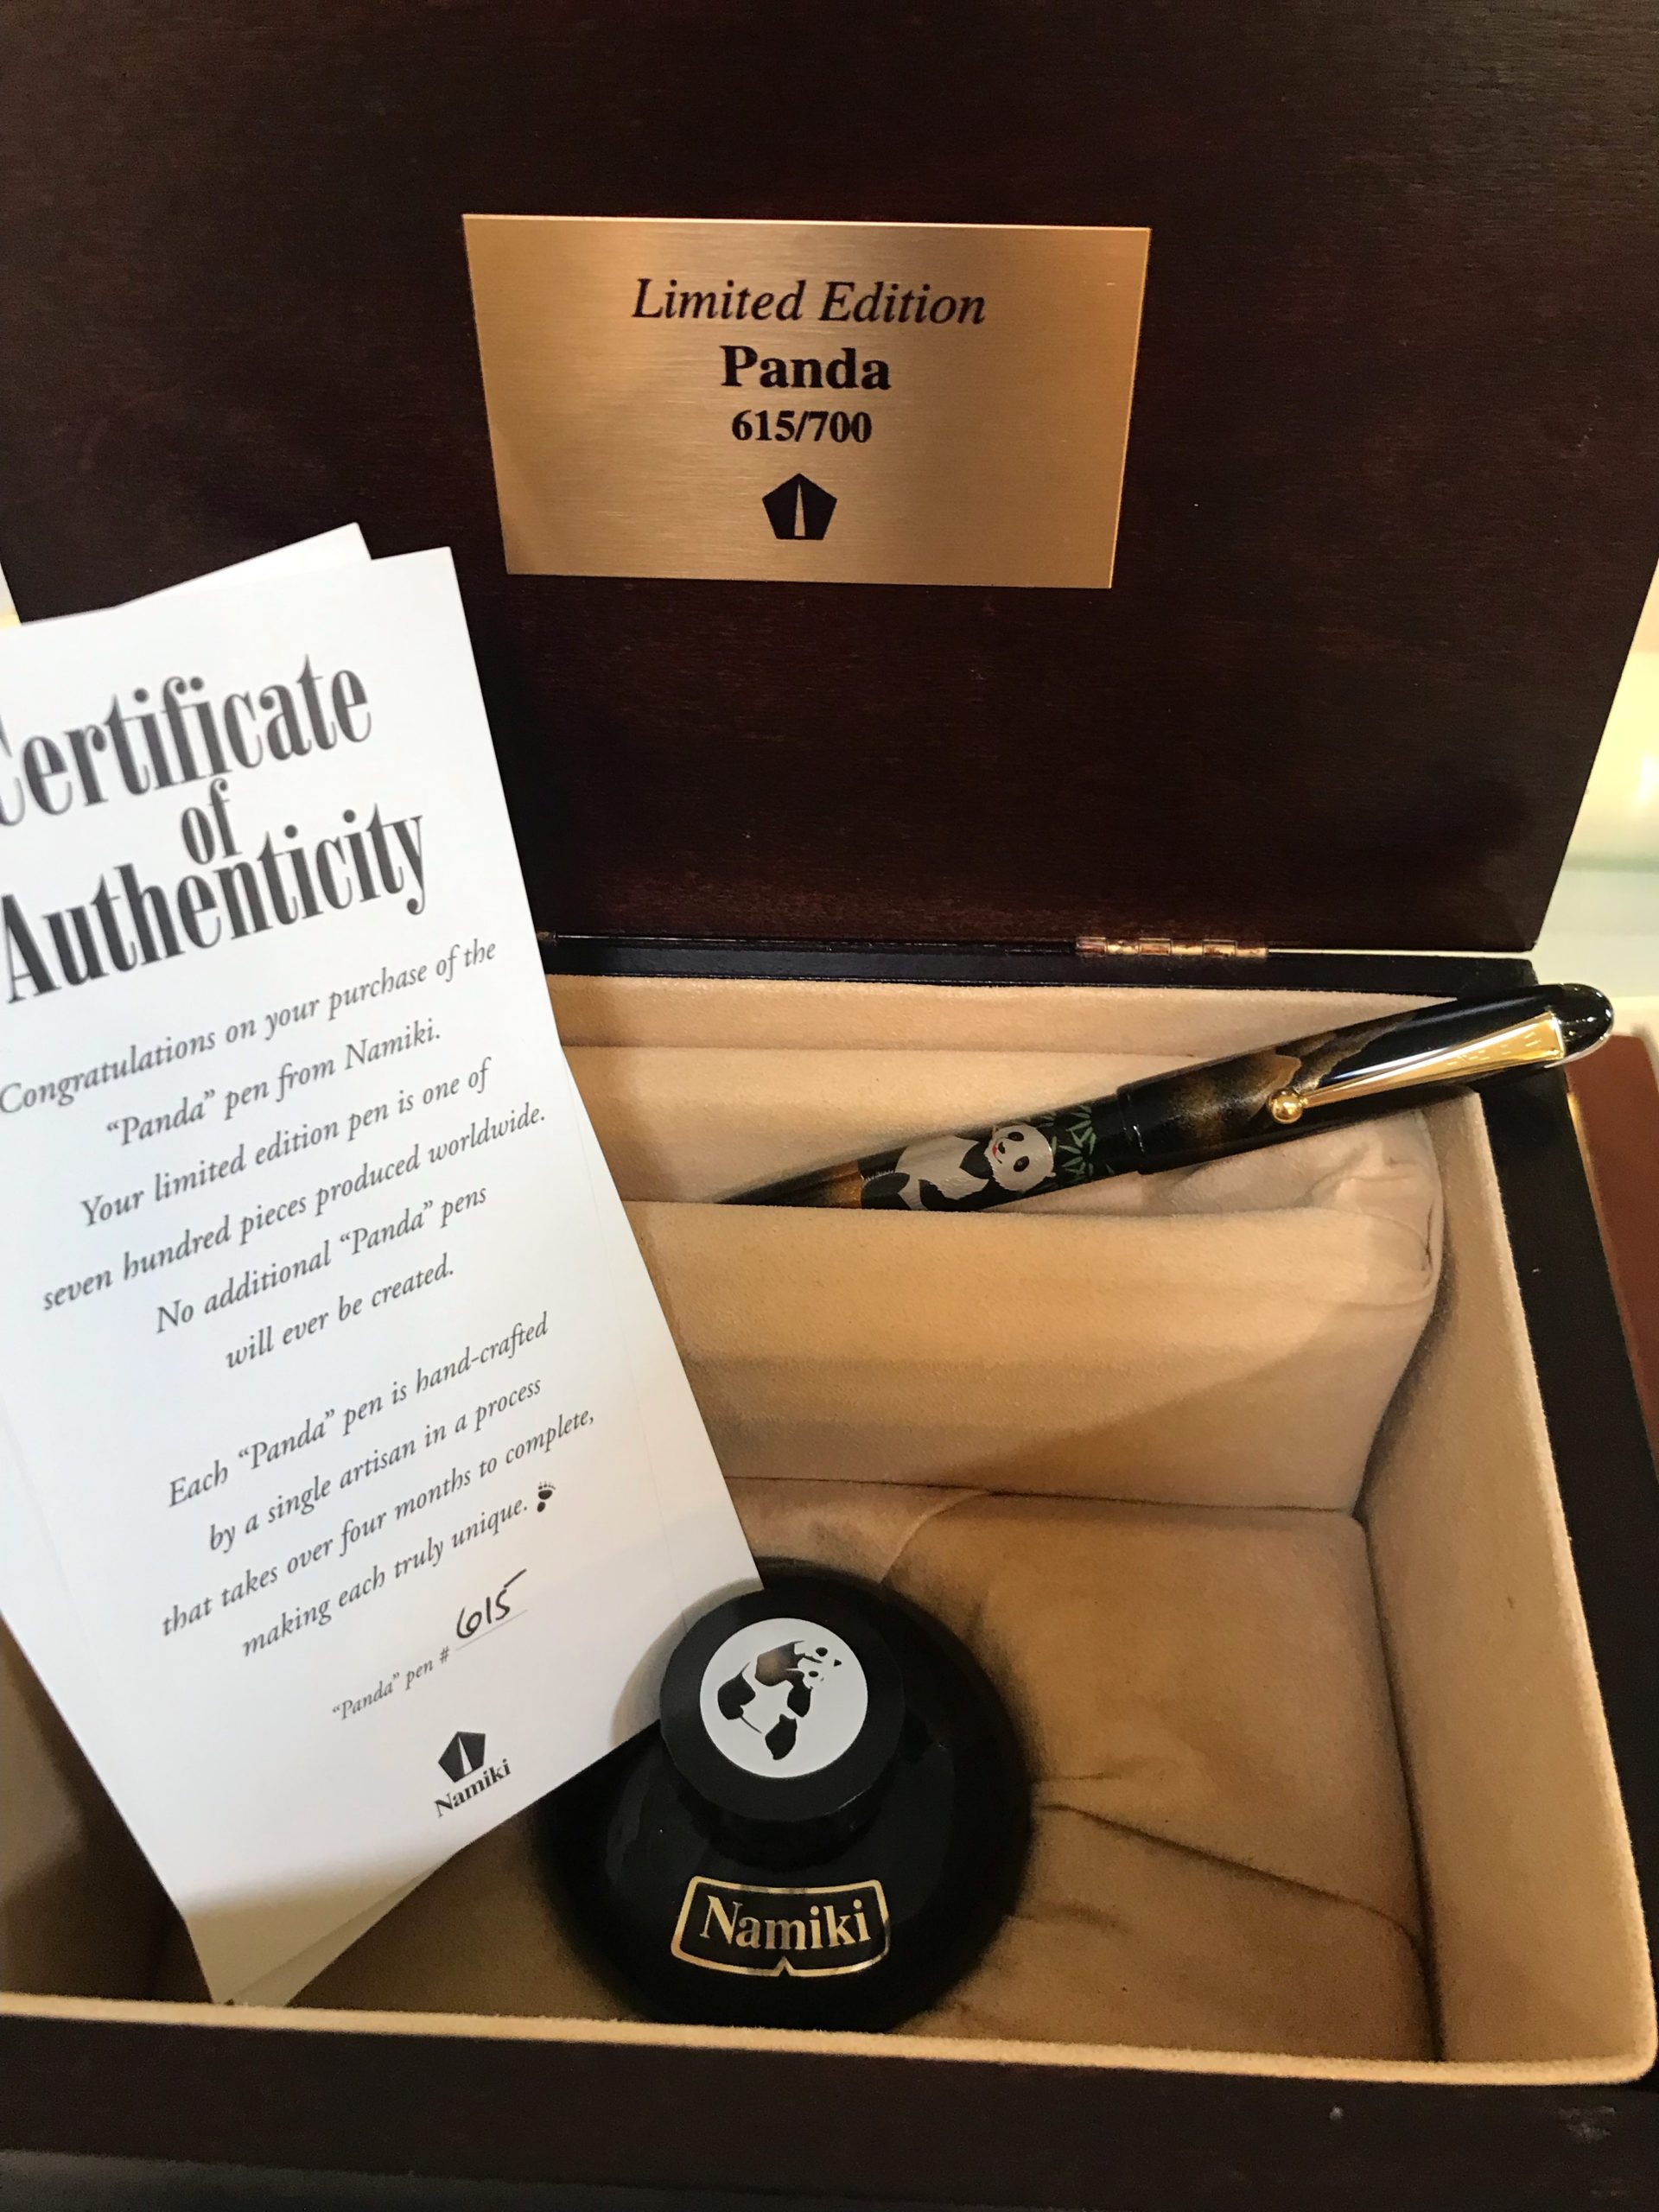 Limited Edition
Panda
615/700
Certificate
of
Authenticity
Congratulations on your purchase of the
“Panda” pen from Namiki.
Your limited edition pen is one of
seven hundred pieces produced worldwide.
No additional “Panda” pens
will ever be created.
Each “Panda” pen is hand-crafted
by a single artisan in a process
that takes over four months to complete,
making each truly unique.
“Panda” pen # 615
Namiki
Namiki